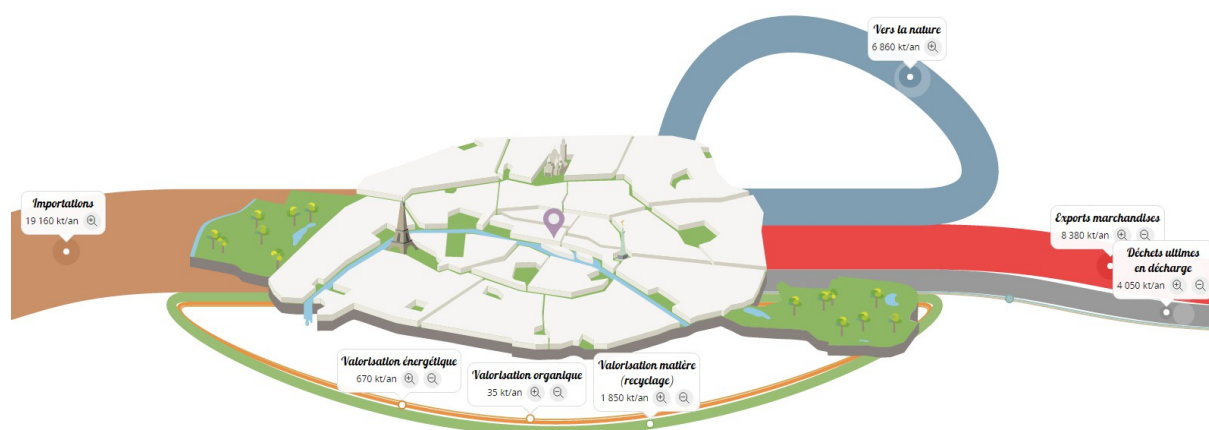 Vers la nature
6 860 kt/an
Importations
19 160 kt/an
Exports marchandises
8 380 kt/an
Déchets ultimes
en décharge
4 050 kt/an
Valorisation énergétique
670 kt/an
Valorisation organique
35 kt/an
Valorisation matière
(recyclage)
1 850 kt/an